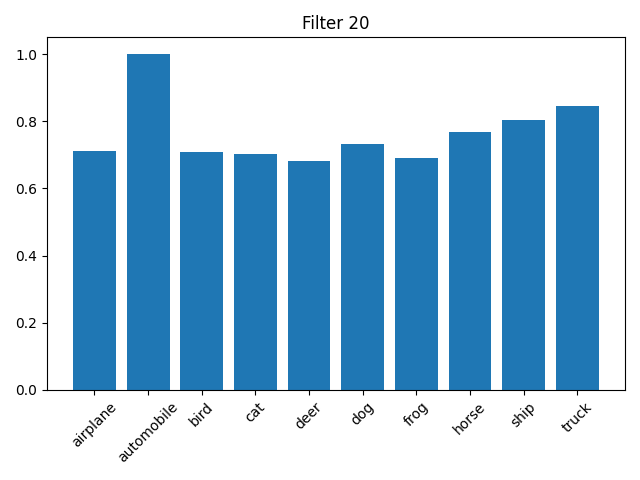 Filter 20
1.0
0.8
0.6
0.4
0.2
0.0
airplane
automobile
bird
cat
deer
dog
frog
horse
ship
truck